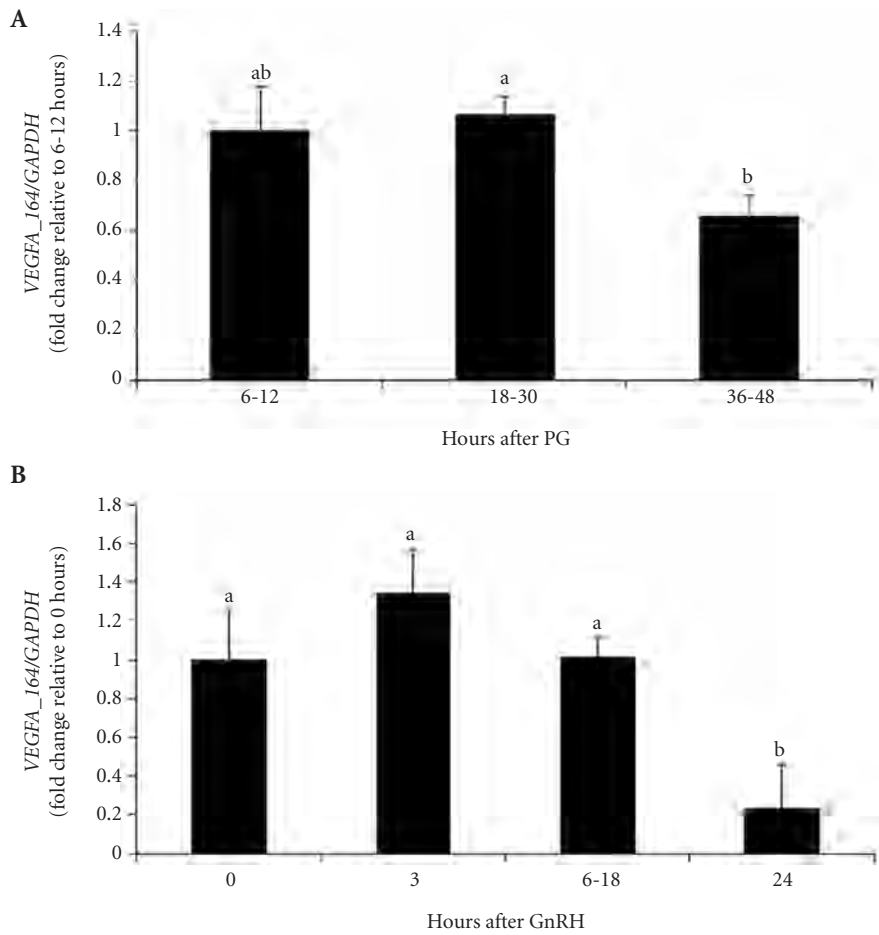 A
VEGFA_164/GAPDH
(fold change relative to 6-12 hours)
1.4
1.2
1
0.8
0.6
0.4
0.2
0
ab
a
b
6-12
18-30
36-48
Hours after PG
B
VEGFA_164/GAPDH
(fold change relative to 0 hours)
1.8
1.6
1.4
1.2
1
0.8
0.6
0.4
0.2
0
a
a
a
b
0
3
6-18
24
Hours after GnRH